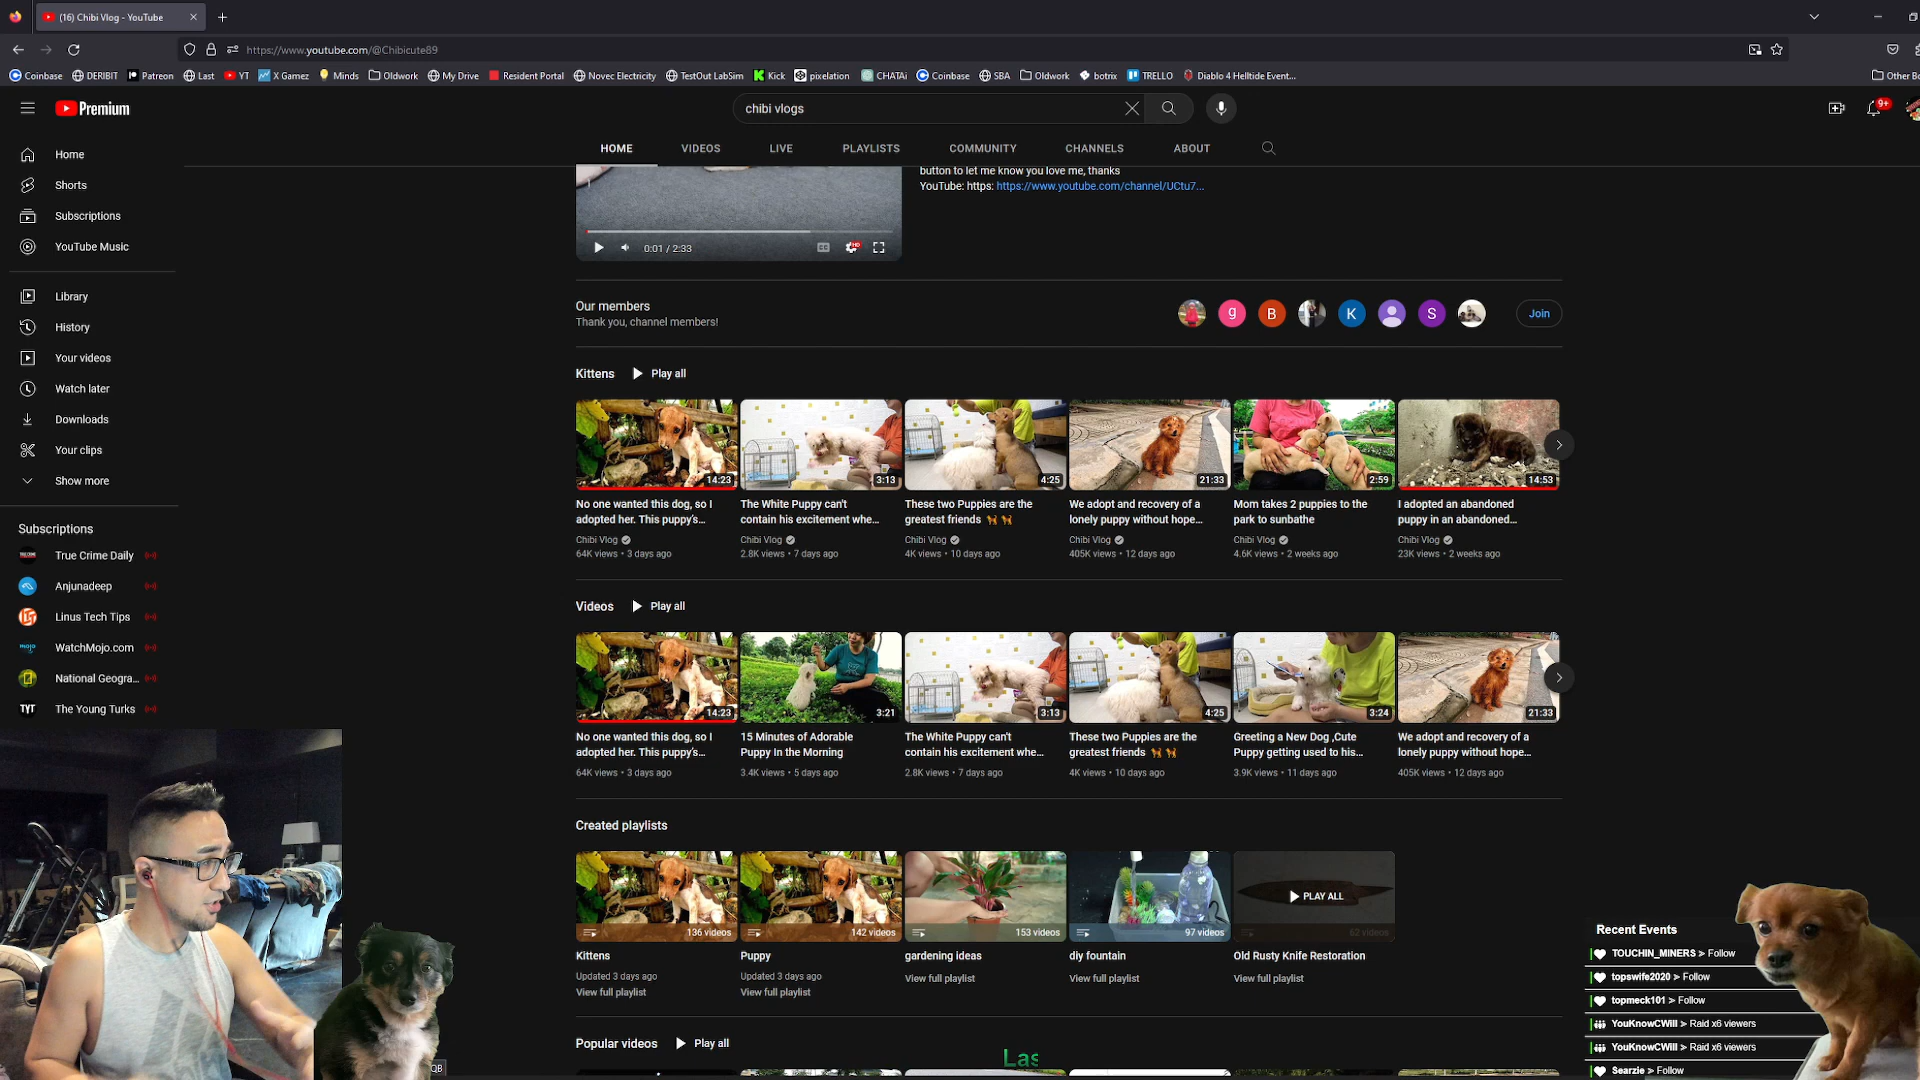 (16) Chibi Vlog - YouTube
https://www.youtube.com/@Chibicute89
Coinbase DERIBIT Patreon Last YT X Gamez Minds Oldwork My Drive Resident Portal Novec Electricity TestOut LabSim Kick pixelation CHATAi Coinbase SBA Oldwork botrix TRELLO Diablo 4 Helltide Event... Other Bo
Premium
chibi vlogs
9+
HOME VIDEOS LIVE PLAYLISTS COMMUNITY CHANNELS ABOUT
Home
Shorts
Subscriptions
YouTube Music
Library
History
Your videos
Watch later
Downloads
Your clips
Show more
Subscriptions
True Crime Daily
Anjunadeep
Linus Tech Tips
WatchMojo.com
National Geogra...
TYT The Young Turks
button to let me know you love me, thanks
YouTube: https: https://www.youtube.com/channel/UCtu7...
0:01 / 2:33
CC
HD
Our members
Thank you, channel members!
g B K S
Join
Kittens Play all
14:23 3:13 4:25 21:33 2:59 14:53
No one wanted this dog, so I
adopted her. This puppy's...
Chibi Vlog
64K views • 3 days ago
The White Puppy can't
contain his excitement whe...
Chibi Vlog
2.8K views • 7 days ago
These two Puppies are the
greatest friends 🐕🐕
Chibi Vlog
4K views • 10 days ago
We adopt and recovery of a
lonely puppy without hope...
Chibi Vlog
405K views • 12 days ago
Mom takes 2 puppies to the
park to sunbathe
Chibi Vlog
4.6K views • 2 weeks ago
I adopted an abandoned
puppy in an abandoned...
Chibi Vlog
23K views • 2 weeks ago
Videos Play all
14:23 3:21 3:13 4:25 3:24 21:33
No one wanted this dog, so I
adopted her. This puppy's...
64K views • 3 days ago
15 Minutes of Adorable
Puppy In the Morning
3.4K views • 5 days ago
The White Puppy can't
contain his excitement whe...
2.8K views • 7 days ago
These two Puppies are the
greatest friends 🐕🐕
4K views • 10 days ago
Greeting a New Dog ,Cute
Puppy getting used to his...
3.9K views • 11 days ago
We adopt and recovery of a
lonely puppy without hope...
405K views • 12 days ago
Created playlists
136 videos 142 videos 153 videos 97 videos 62 videos
PLAY ALL
Kittens
Updated 3 days ago
View full playlist
Puppy
Updated 3 days ago
View full playlist
gardening ideas
View full playlist
diy fountain
View full playlist
Old Rusty Knife Restoration
View full playlist
Popular videos Play all
Las
Recent Events
TOUCHIN_MINERS > Follow
topswife2020 > Follow
topmeck101 > Follow
YouKnowCWill > Raid x6 viewers
YouKnowCWill > Raid x6 viewers
Searzie > Follow